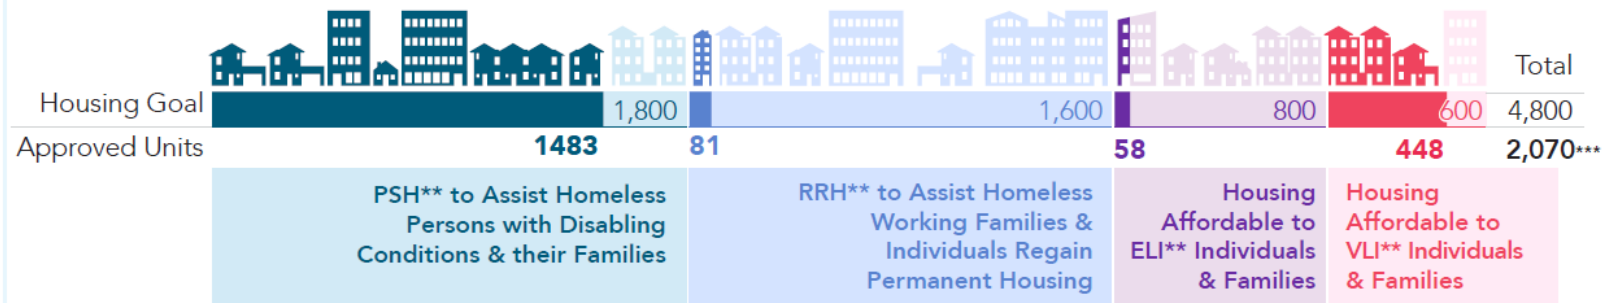 Total
Housing Goal 1,800 1,600 800 600 4,800
Approved Units 1483 81 58 448 2,070***
PSH** to Assist Homeless
Persons with Disabling
Conditions & their Families
RRH** to Assist Homeless
Working Families &
Individuals Regain
Permanent Housing
Housing
Affordable to
ELI** Individuals
& Families
Housing
Affordable to
VLI** Individuals
& Families